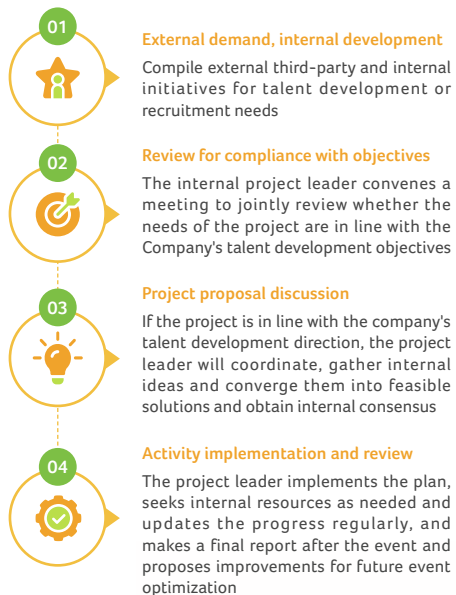 01
External demand, internal development
Compile external third-party and internal
initiatives for talent development or
recruitment needs
02
Review for compliance with objectives
The internal project leader convenes a
meeting to jointly review whether the
needs of the project are in line with the
Company's talent development objectives
03
Project proposal discussion
If the project is in line with the company's
talent development direction, the project
leader will coordinate, gather internal
ideas and converge them into feasible
solutions and obtain internal consensus
04
Activity implementation and review
The project leader implements the plan,
seeks internal resources as needed and
updates the progress regularly, and
makes a final report after the event and
proposes improvements for future event
optimization